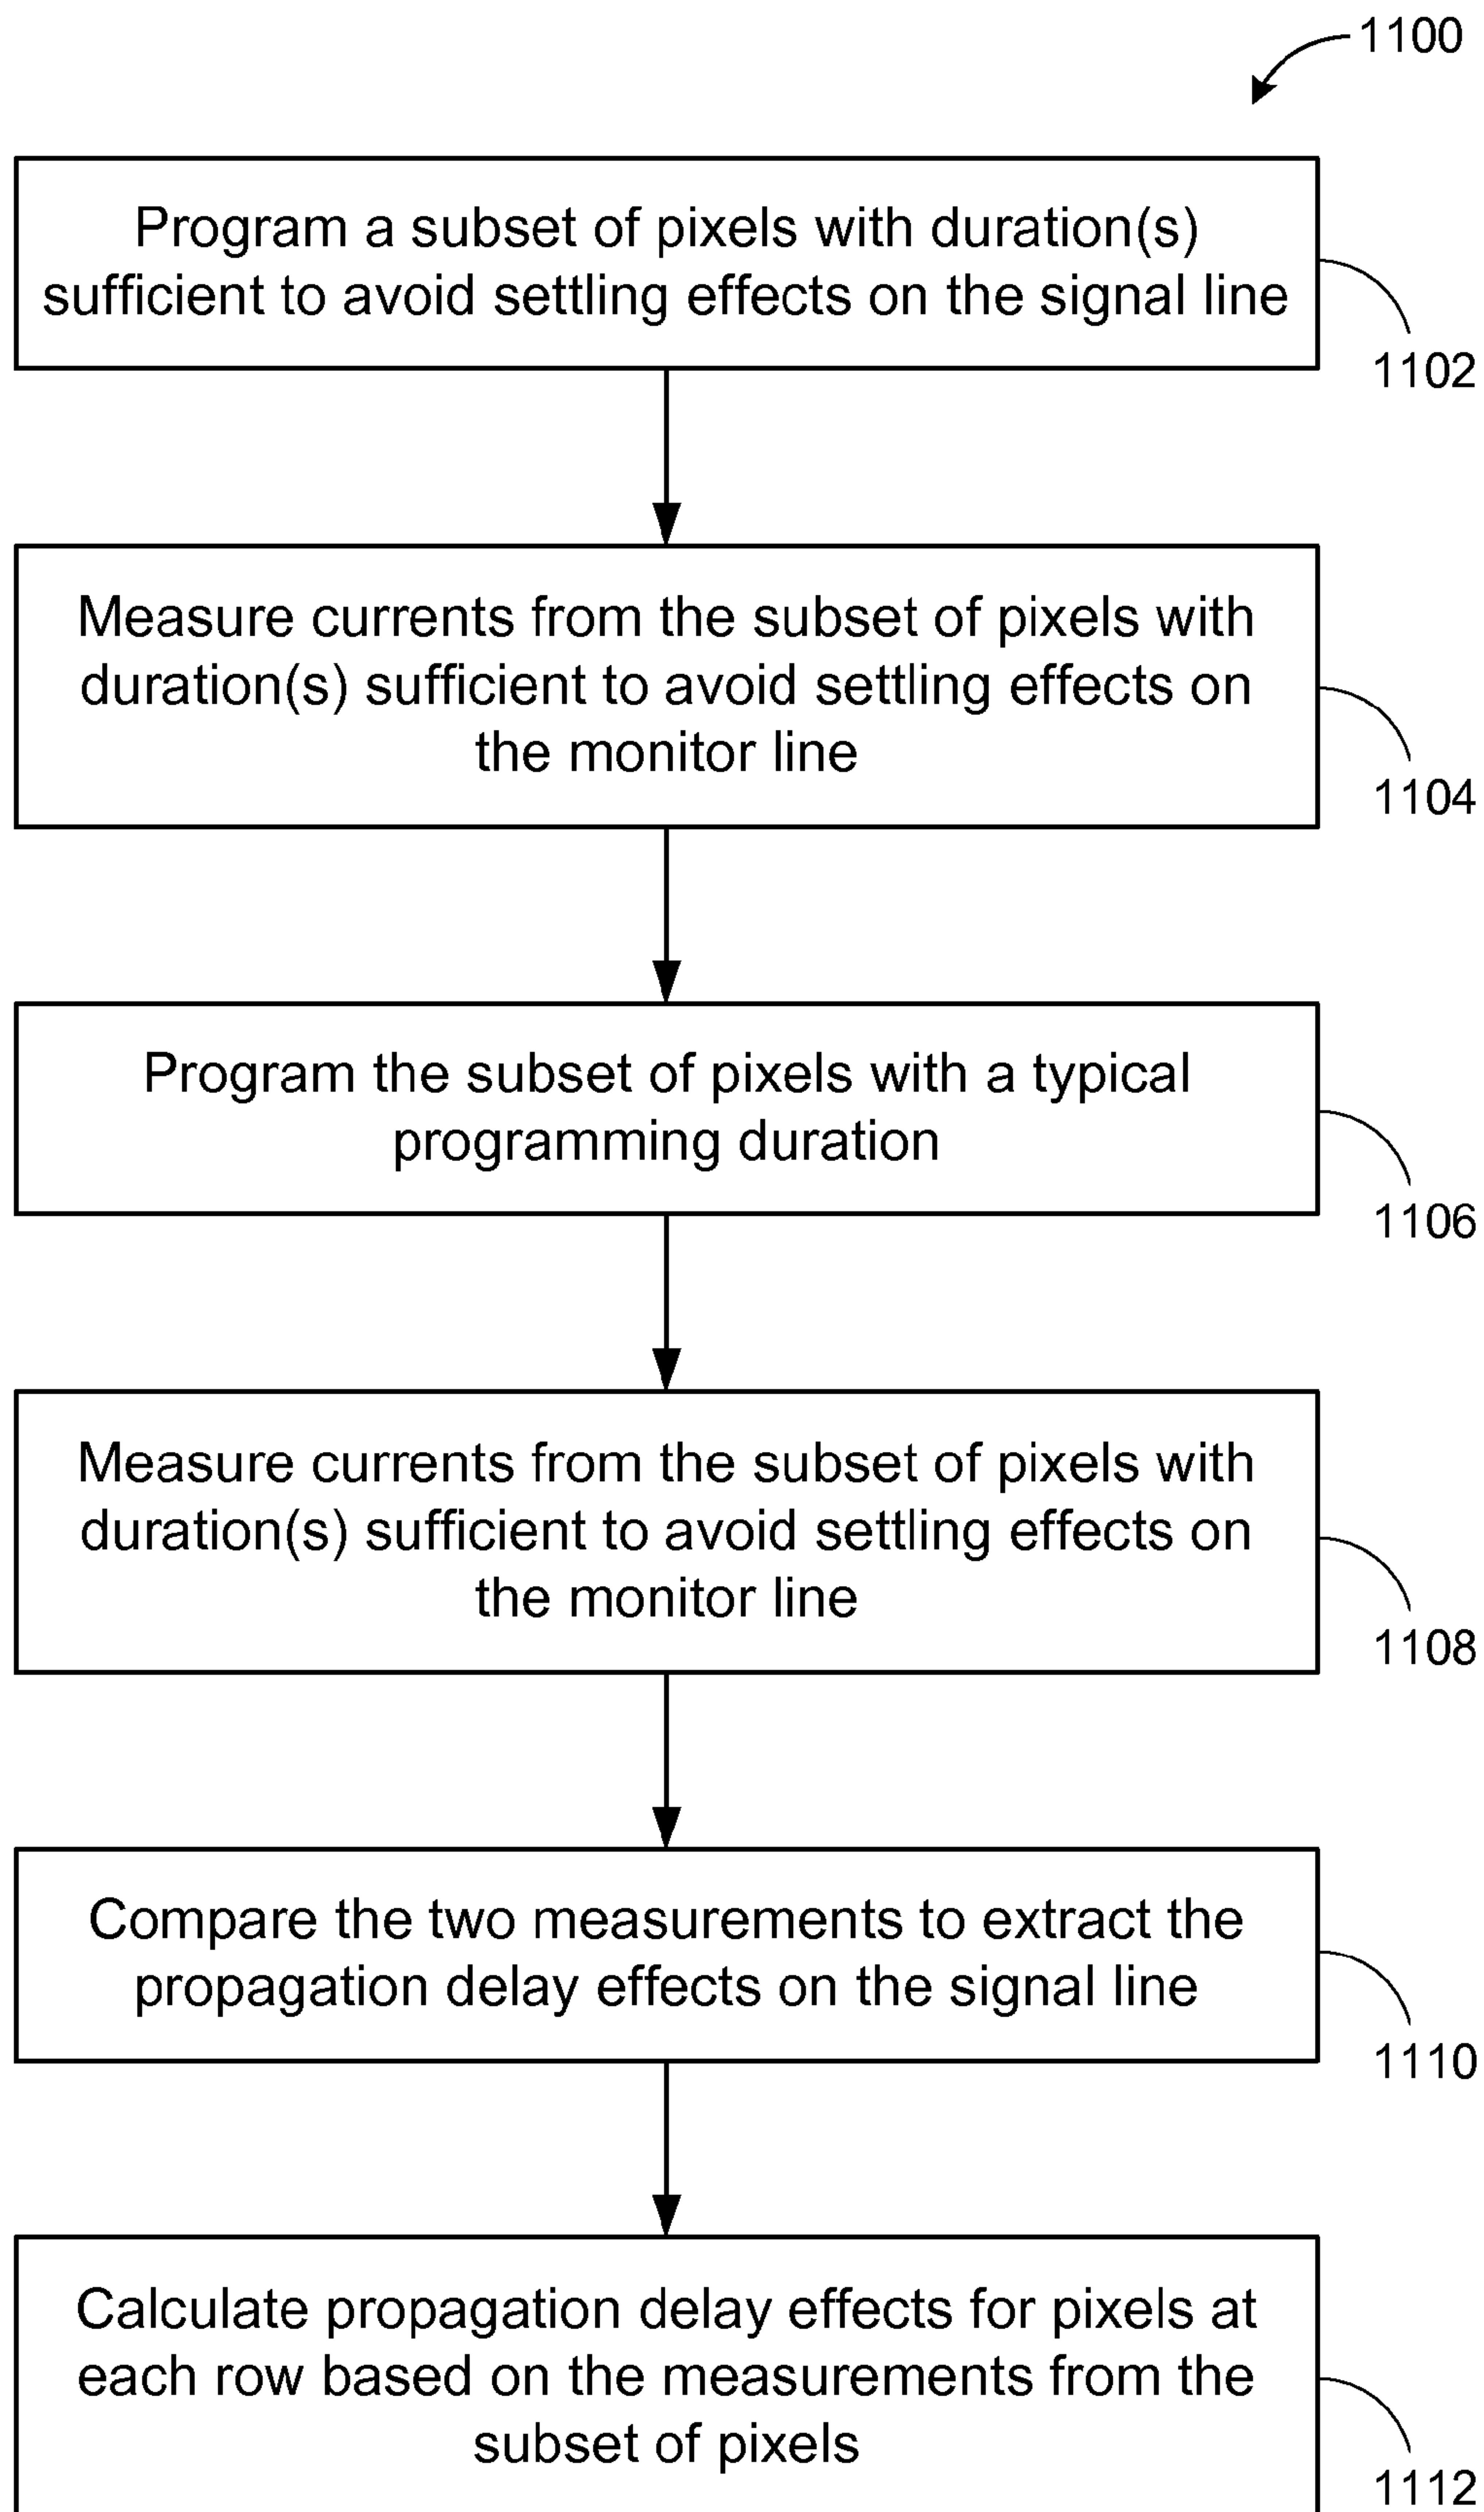 1100
Program a subset of pixels with duration(s)
sufficient to avoid settling effects on the signal line
1102
Measure currents from the subset of pixels with
duration(s) sufficient to avoid settling effects on
the monitor line
1104
Program the subset of pixels with a typical
programming duration
1106
Measure currents from the subset of pixels with
duration(s) sufficient to avoid settling effects on
the monitor line
1108
Compare the two measurements to extract the
propagation delay effects on the signal line
1110
Calculate propagation delay effects for pixels at
each row based on the measurements from the
subset of pixels
1112